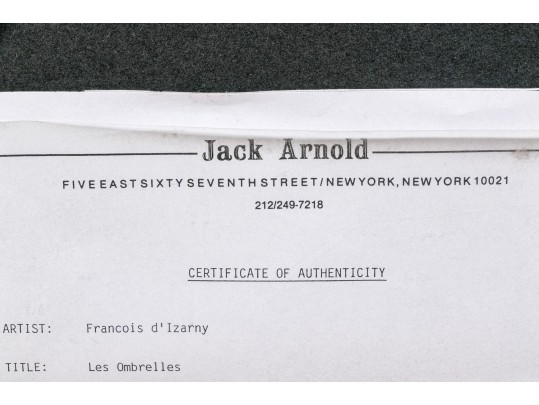 Jack Arnold
FIVE EAST SIXTY SEVENTH STREET/NEW YORK, NEW YORK 10021
212/249-7218
CERTIFICATE OF AUTHENTICITY
ARTIST: Francois d'Izarny
TITLE: Les Ombrelles